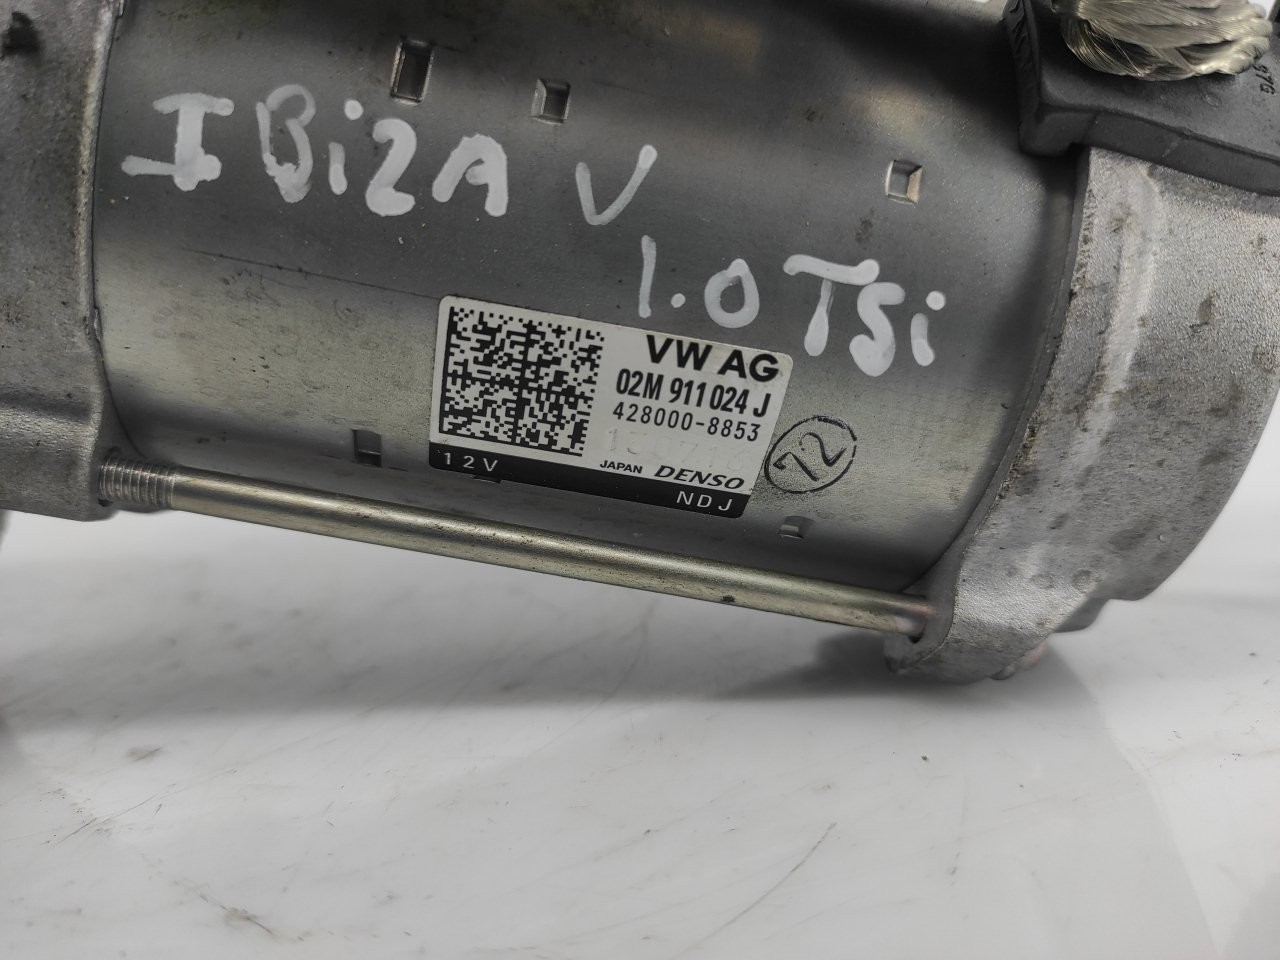 IBiZA V
1.0 TSi
VW AG
02M 911 024 J
428000-8853
JAPAN DENSO
12V
NDJ
72